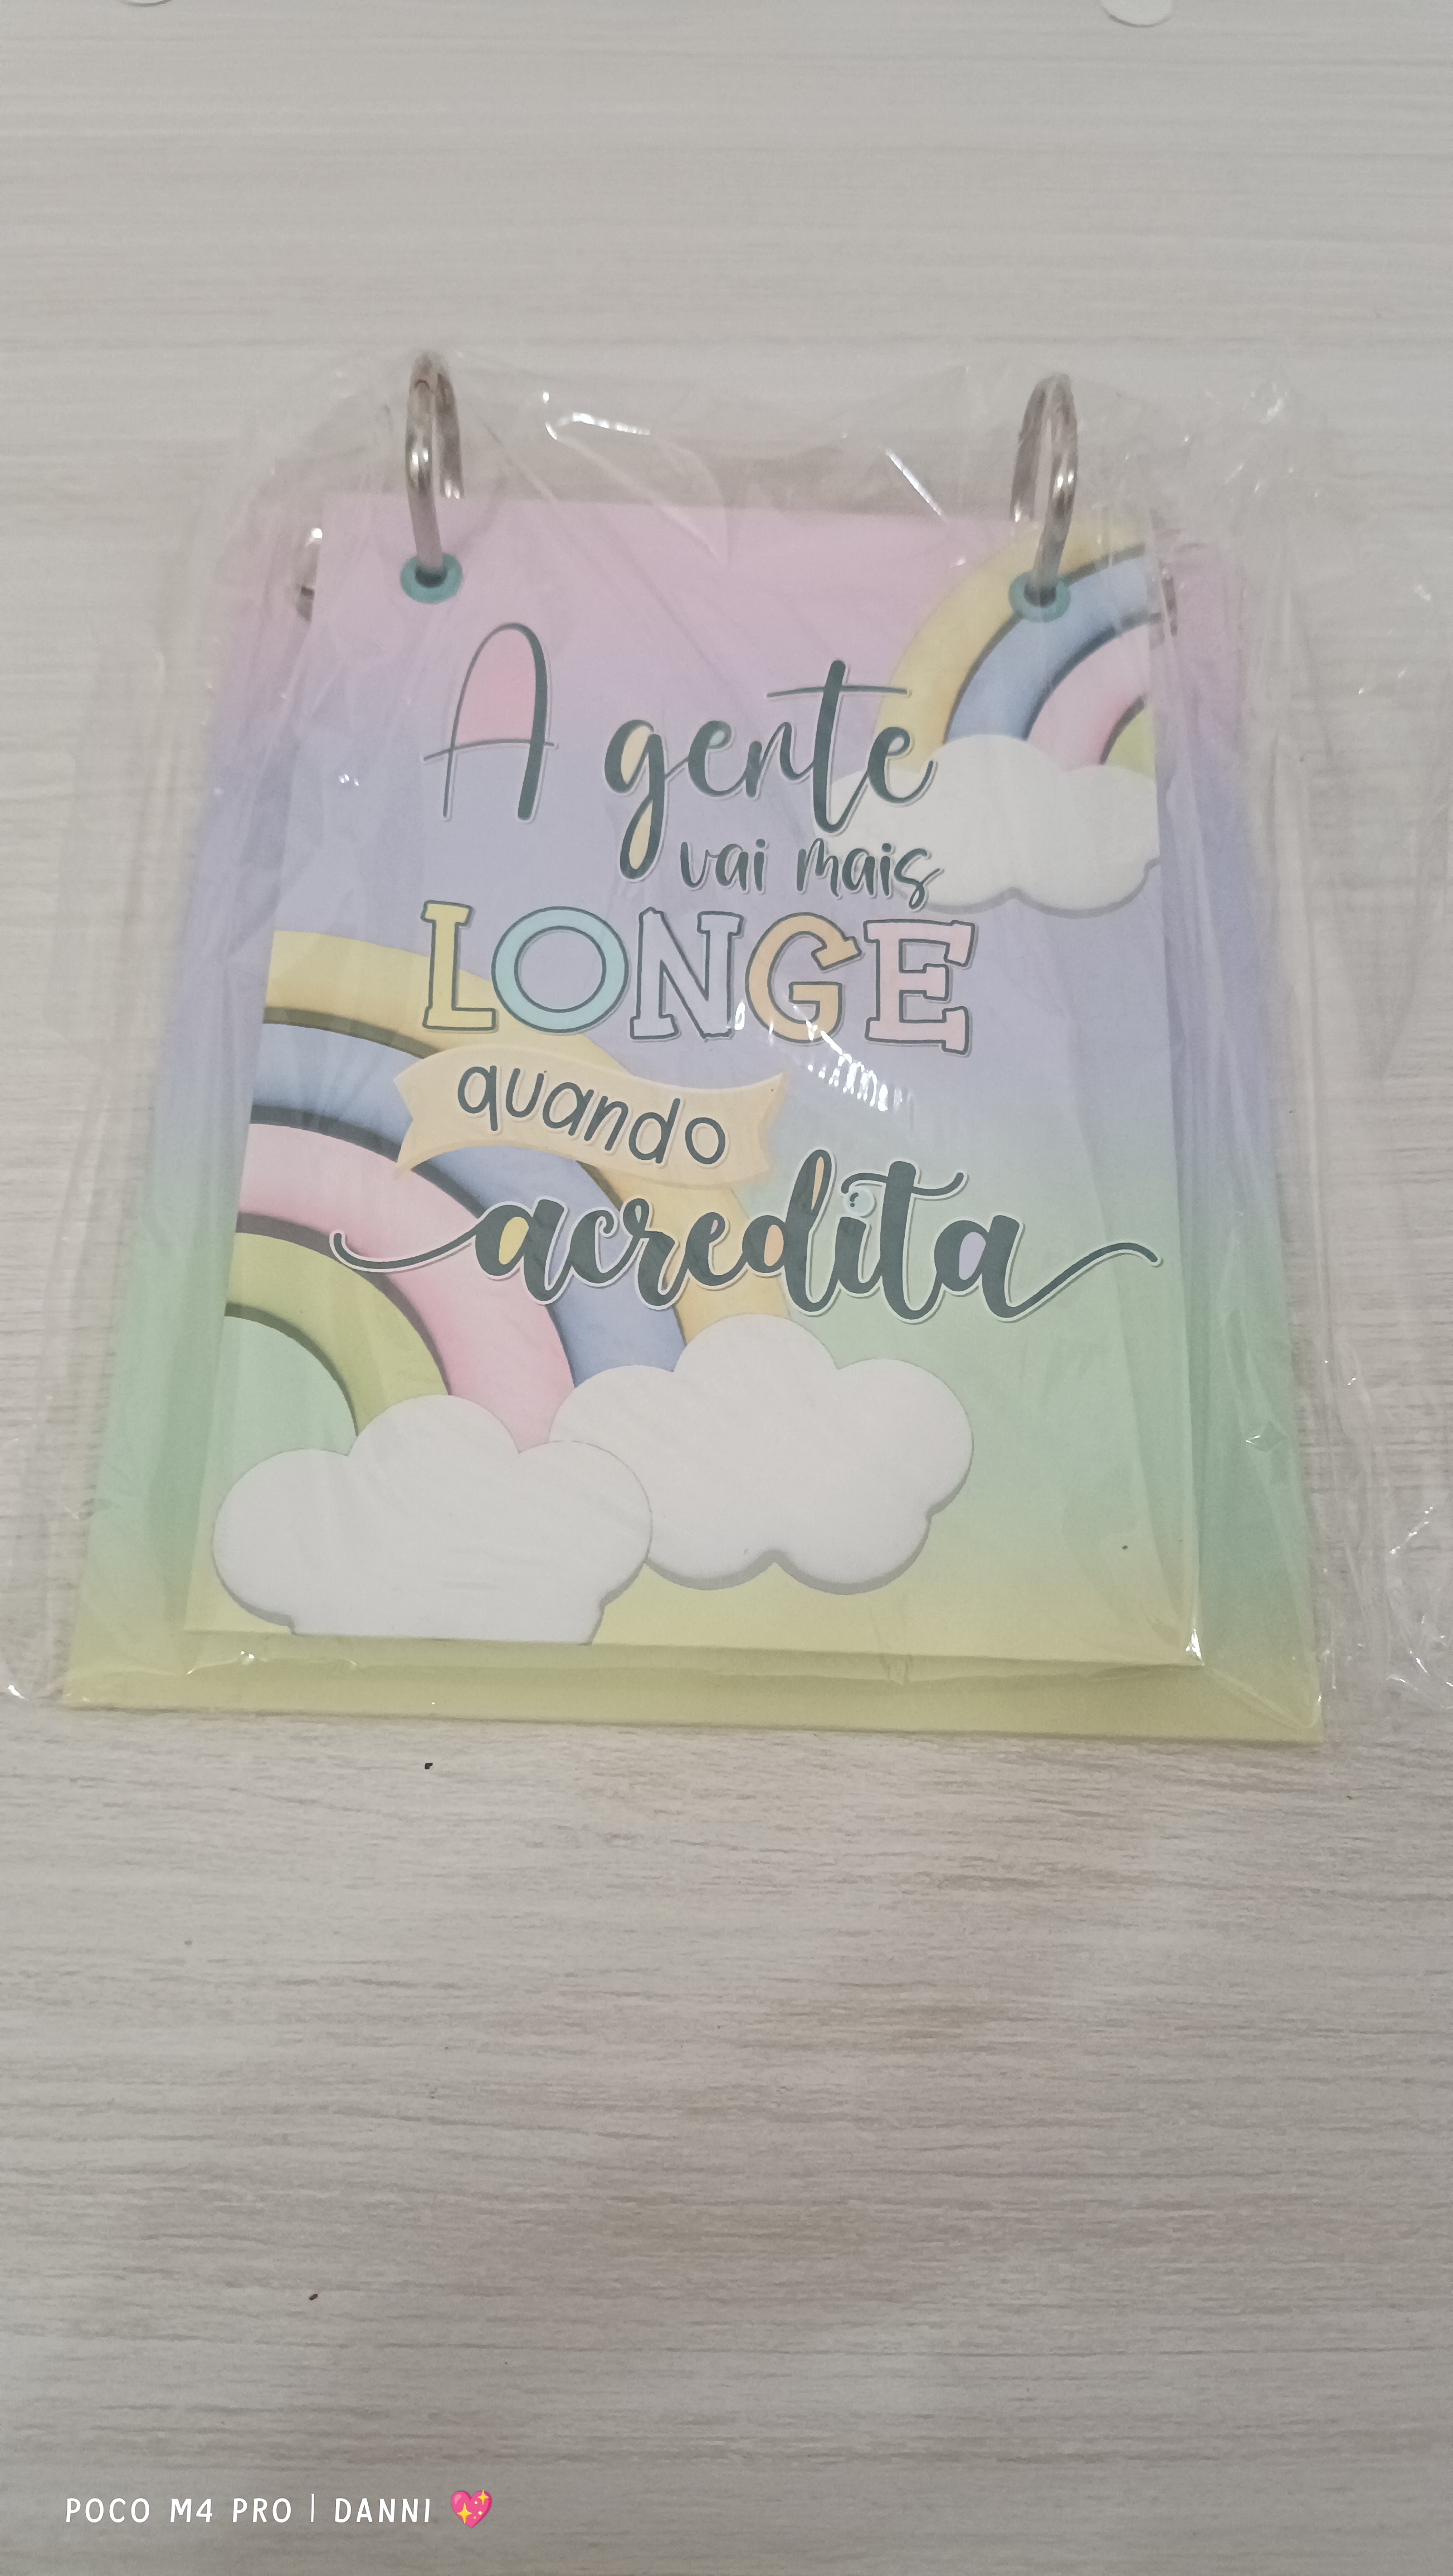 A gente
vai mais
LONGE
quando
acredita
POCO M4 PRO | DANNI 💖